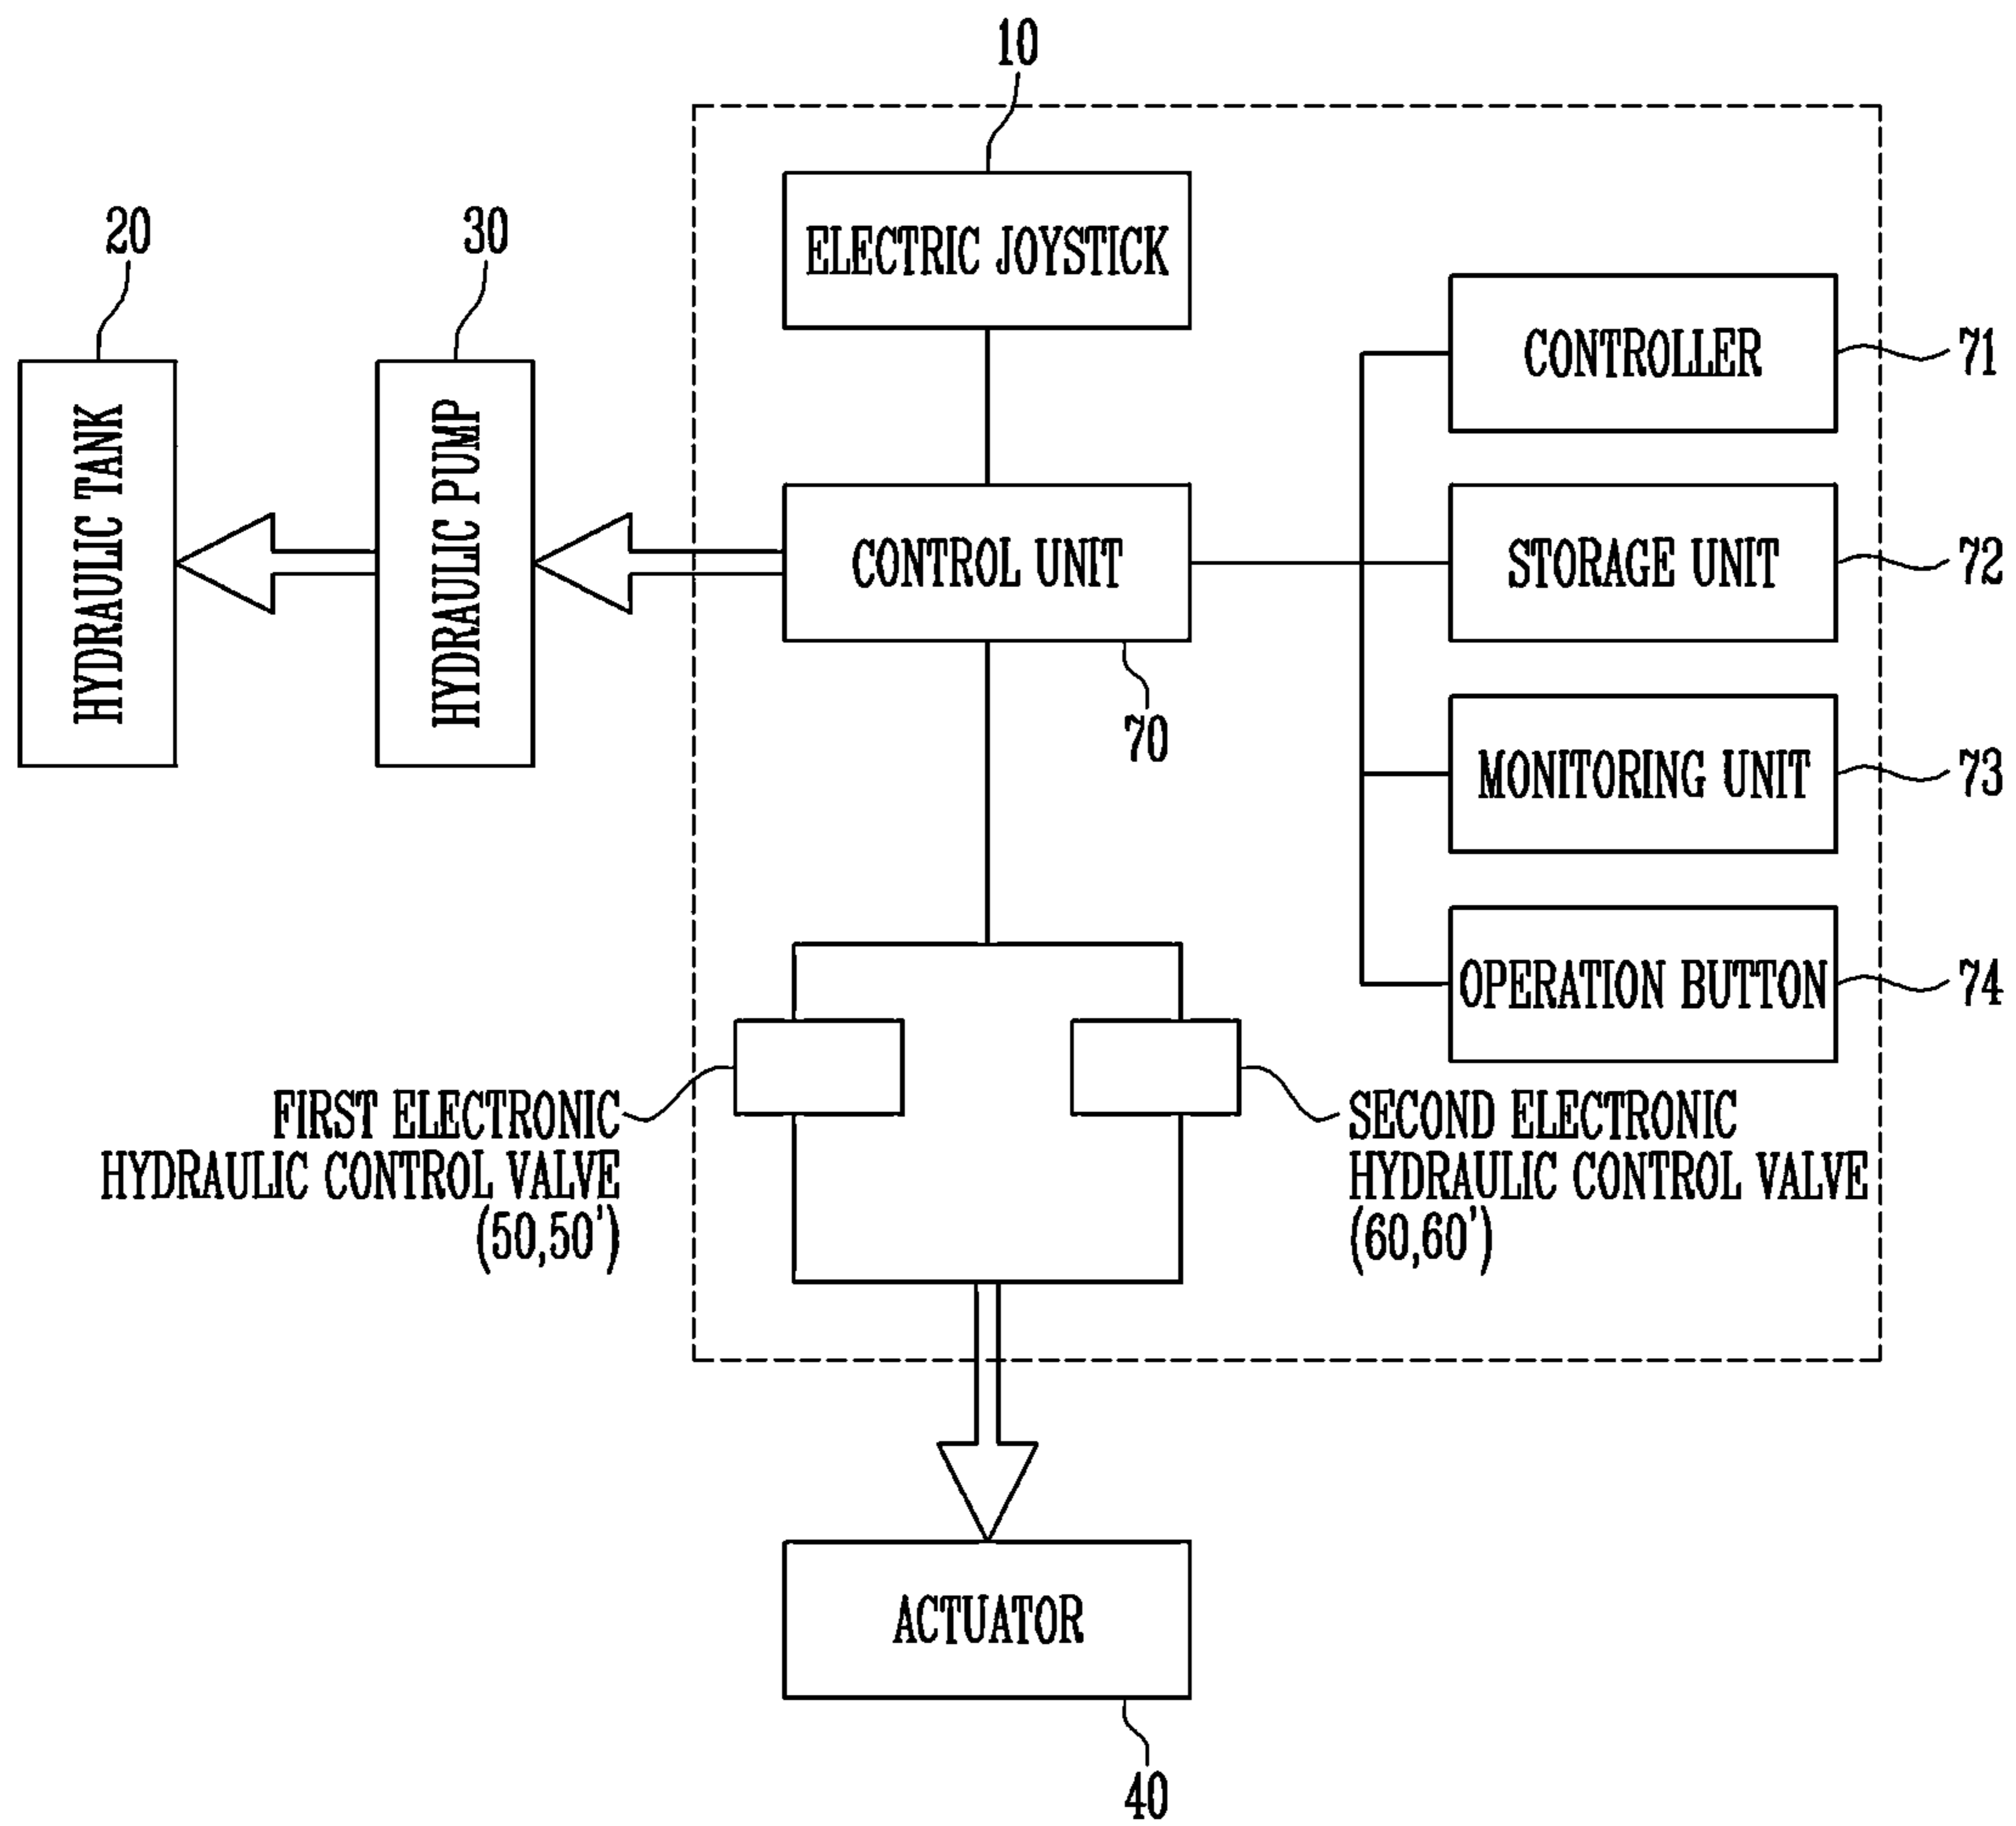 10
20
30
ELECTRIC JOYSTICK
CONTROLLER
71
HYDRAULIC TANK
HYDRAULIC PUMP
CONTROL UNIT
STORAGE UNIT
72
70
MONITORING UNIT
73
OPERATION BUTTON
74
FIRST ELECTRONIC
HYDRAULIC CONTROL VALVE
(50,50')
SECOND ELECTRONIC
HYDRAULIC CONTROL VALVE
(60,60')
ACTUATOR
40